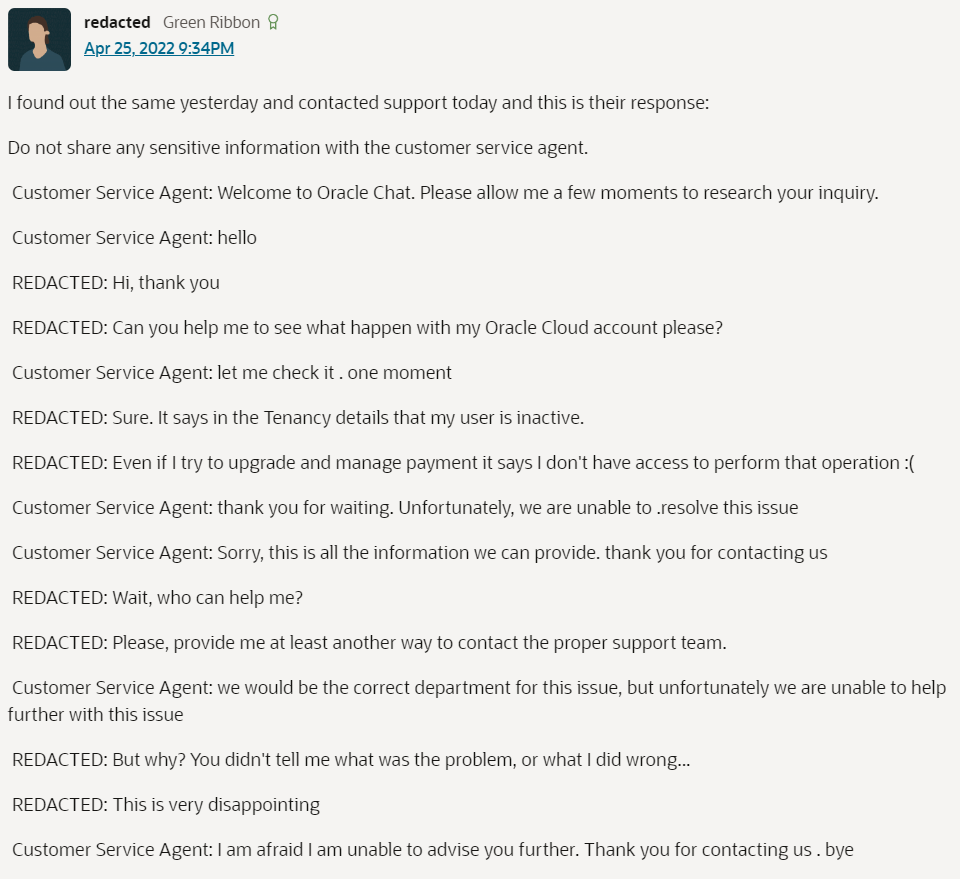 redacted Green Ribbon
Apr 25, 2022 9:34PM
I found out the same yesterday and contacted support today and this is their response:
Do not share any sensitive information with the customer service agent.
Customer Service Agent: Welcome to Oracle Chat. Please allow me a few moments to research your inquiry.
Customer Service Agent: hello
REDACTED: Hi, thank you
REDACTED: Can you help me to see what happen with my Oracle Cloud account please?
Customer Service Agent: let me check it . one moment
REDACTED: Sure. It says in the Tenancy details that my user is inactive.
REDACTED: Even if I try to upgrade and manage payment it says I don't have access to perform that operation :(
Customer Service Agent: thank you for waiting. Unfortunately, we are unable to .resolve this issue
Customer Service Agent: Sorry, this is all the information we can provide. thank you for contacting us
REDACTED: Wait, who can help me?
REDACTED: Please, provide me at least another way to contact the proper support team.
Customer Service Agent: we would be the correct department for this issue, but unfortunately we are unable to help
further with this issue
REDACTED: But why? You didn't tell me what was the problem, or what I did wrong...
REDACTED: This is very disappointing
Customer Service Agent: I am afraid I am unable to advise you further. Thank you for contacting us . bye